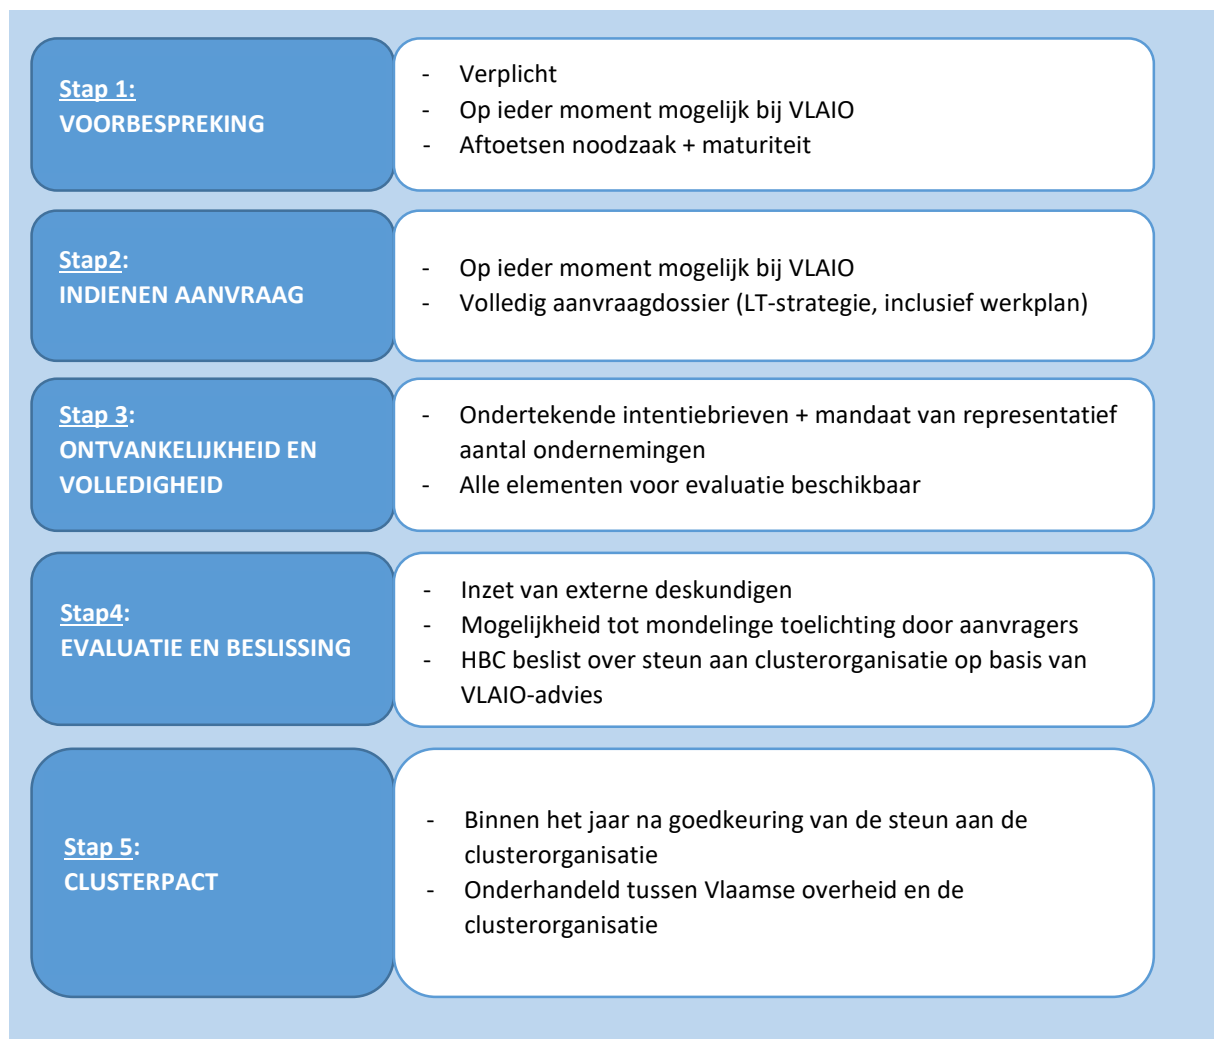 Stap 1:
VOORBESPREKING
- Verplicht
- Op ieder moment mogelijk bij VLAIO
- Aftoetsen noodzaak + maturiteit
Stap2:
INDIENEN AANVRAAG
- Op ieder moment mogelijk bij VLAIO
- Volledig aanvraagdossier (LT-strategie, inclusief werkplan)
Stap 3:
ONTVANKELIJKHEID EN
VOLLEDIGHEID
- Ondertekende intentiebrieven + mandaat van representatief
aantal ondernemingen
- Alle elementen voor evaluatie beschikbaar
Stap4:
EVALUATIE EN BESLISSING
- Inzet van externe deskundigen
- Mogelijkheid tot mondelinge toelichting door aanvragers
- HBC beslist over steun aan clusterorganisatie op basis van
VLAIO-advies
Stap 5:
CLUSTERPACT
- Binnen het jaar na goedkeuring van de steun aan de
clusterorganisatie
- Onderhandeld tussen Vlaamse overheid en de
clusterorganisatie